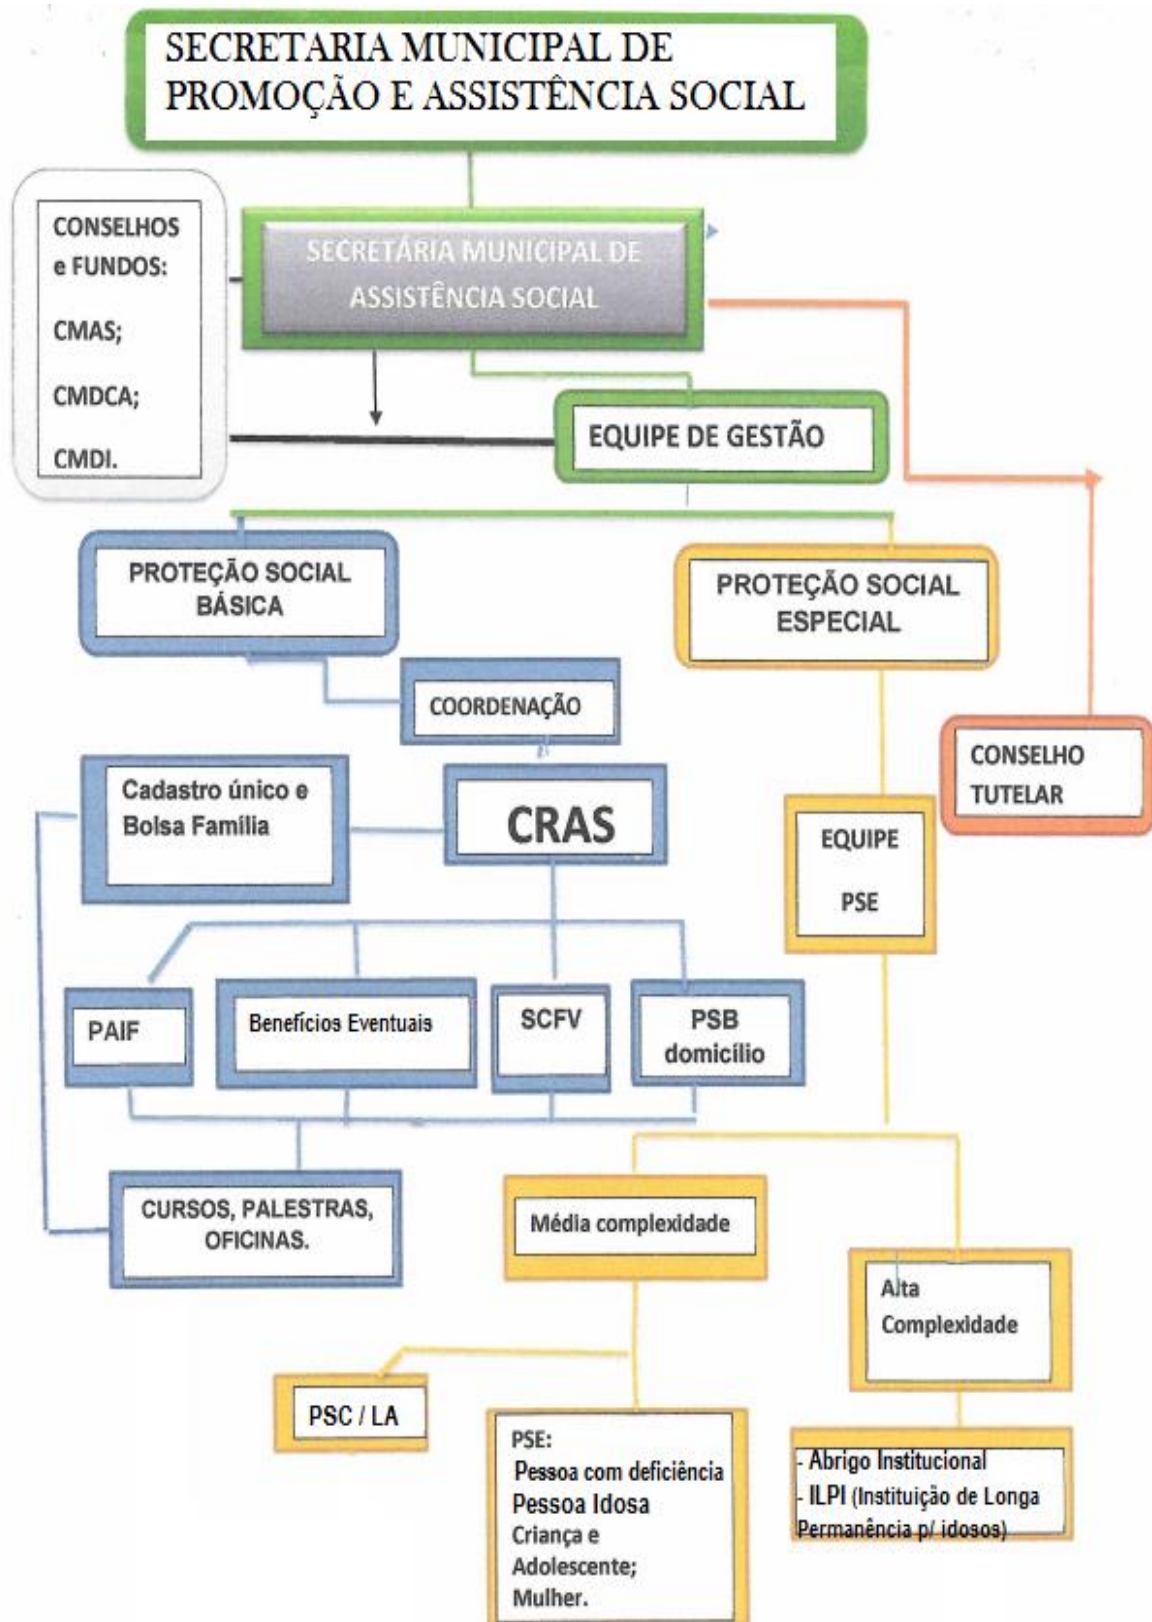 SECRETARIA MUNICIPAL DE
PROMOÇÃO E ASSISTÊNCIA SOCIAL
CONSELHOS
e FUNDOS:
CMAS;
CMDCA;
CMDI.
SECRETÁRIA MUNICIPAL DE
ASSISTÊNCIA SOCIAL
EQUIPE DE GESTÃO
PROTEÇÃO SOCIAL
BÁSICA
PROTEÇÃO SOCIAL
ESPECIAL
COORDENAÇÃO
CONSELHO
TUTELAR
Cadastro único e
Bolsa Família
CRAS
EQUIPE
PSE
PAIF
Benefícios Eventuais
SCFV
PSB
domicílio
CURSOS, PALESTRAS,
OFICINAS.
Média complexidade
Alta
Complexidade
PSC / LA
PSE:
Pessoa com deficiência
Pessoa Idosa
Criança e
Adolescente;
Mulher.
- Abrigo Institucional
- ILPI (Instituição de Longa
Permanência p/ idosos)